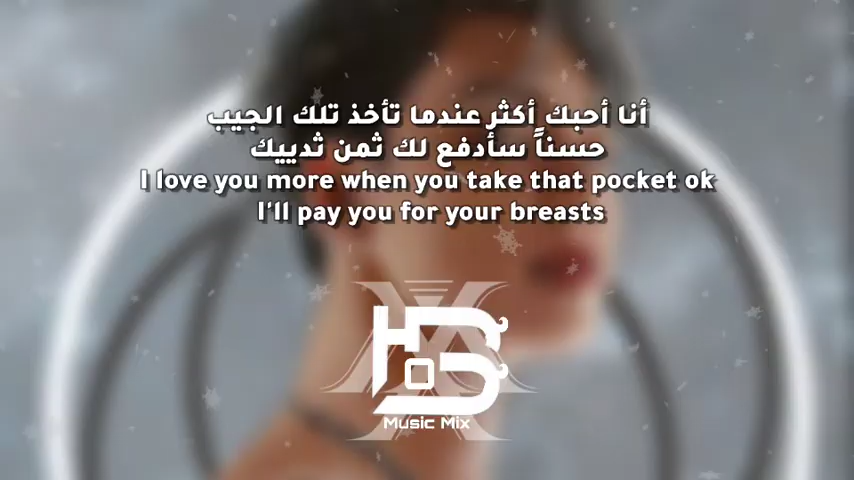 أنا أحبك أكثر عندما تأخذ تلك الجيب
حسناً سأدفع لك ثمن ثدييك
I love you more when you take that pocket ok
I'll pay you for your breasts
HoB
Music Mix